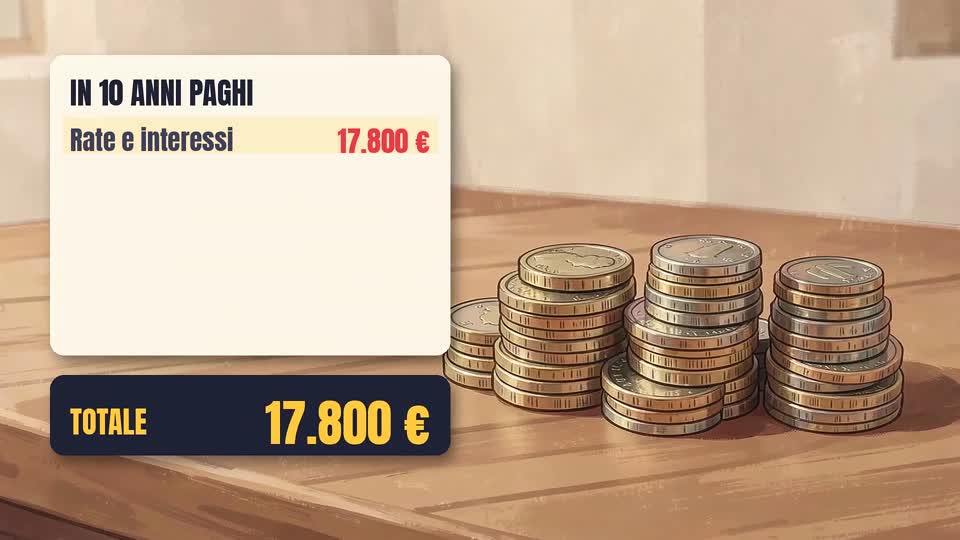 IN 10 ANNI PAGHI
Rate e interessi 17.800 €
TOTALE 17.800 €